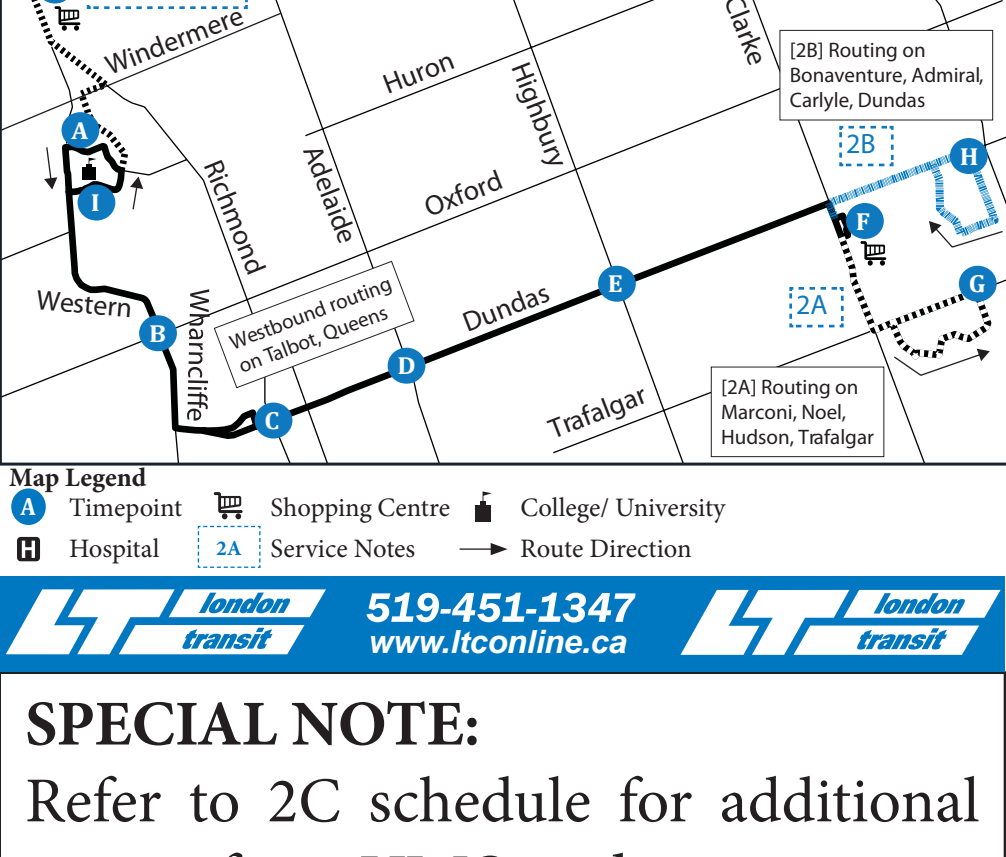 Windermere
Huron
Clarke
[2B] Routing on
Bonaventure, Admiral,
Carlyle, Dundas
Highbury
A
2B
H
Adelaide
Oxford
Richmond
I
F
E
G
Western
Wharncliffe
Westbound routing
on Talbot, Queens
Dundas
2A
B
D
[2A] Routing on
Marconi, Noel,
Hudson, Trafalgar
Trafalgar
C
Map Legend
A Timepoint Shopping Centre College/ University
H Hospital 2A Service Notes Route Direction
LT london transit
519-451-1347
www.ltconline.ca
LT london transit
SPECIAL NOTE:
Refer to 2C schedule for additional